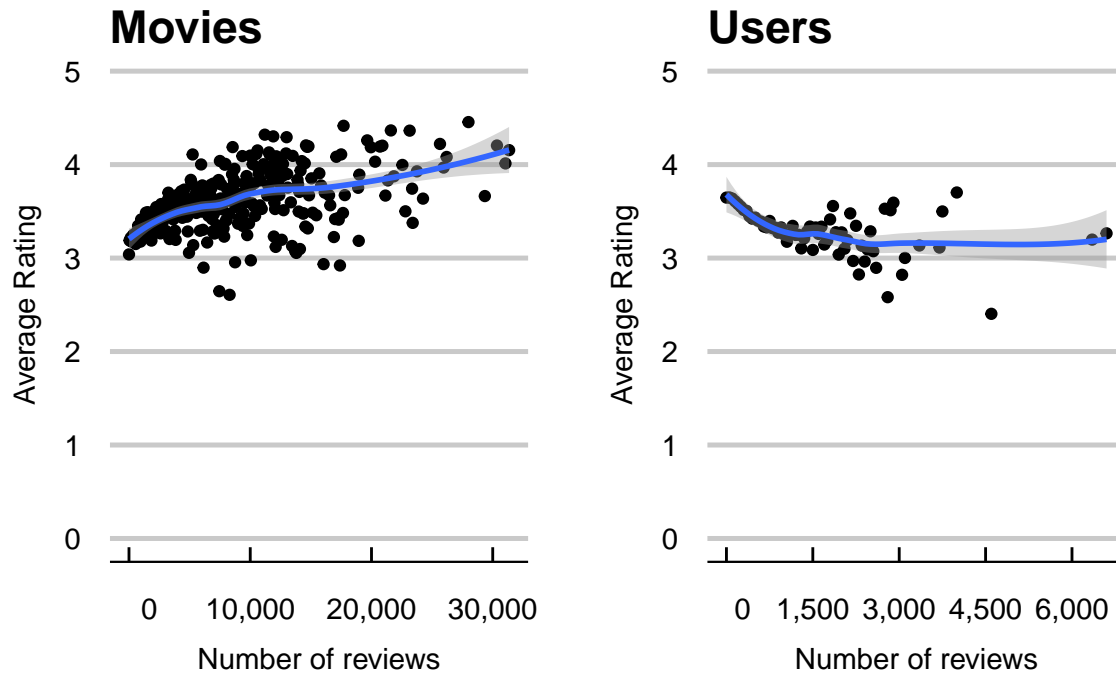 Movies
5
4
3
2
1
0
Average Rating
0 10,000 20,000 30,000
Number of reviews
Users
5
4
3
2
1
0
Average Rating
0 1,500 3,000 4,500 6,000
Number of reviews